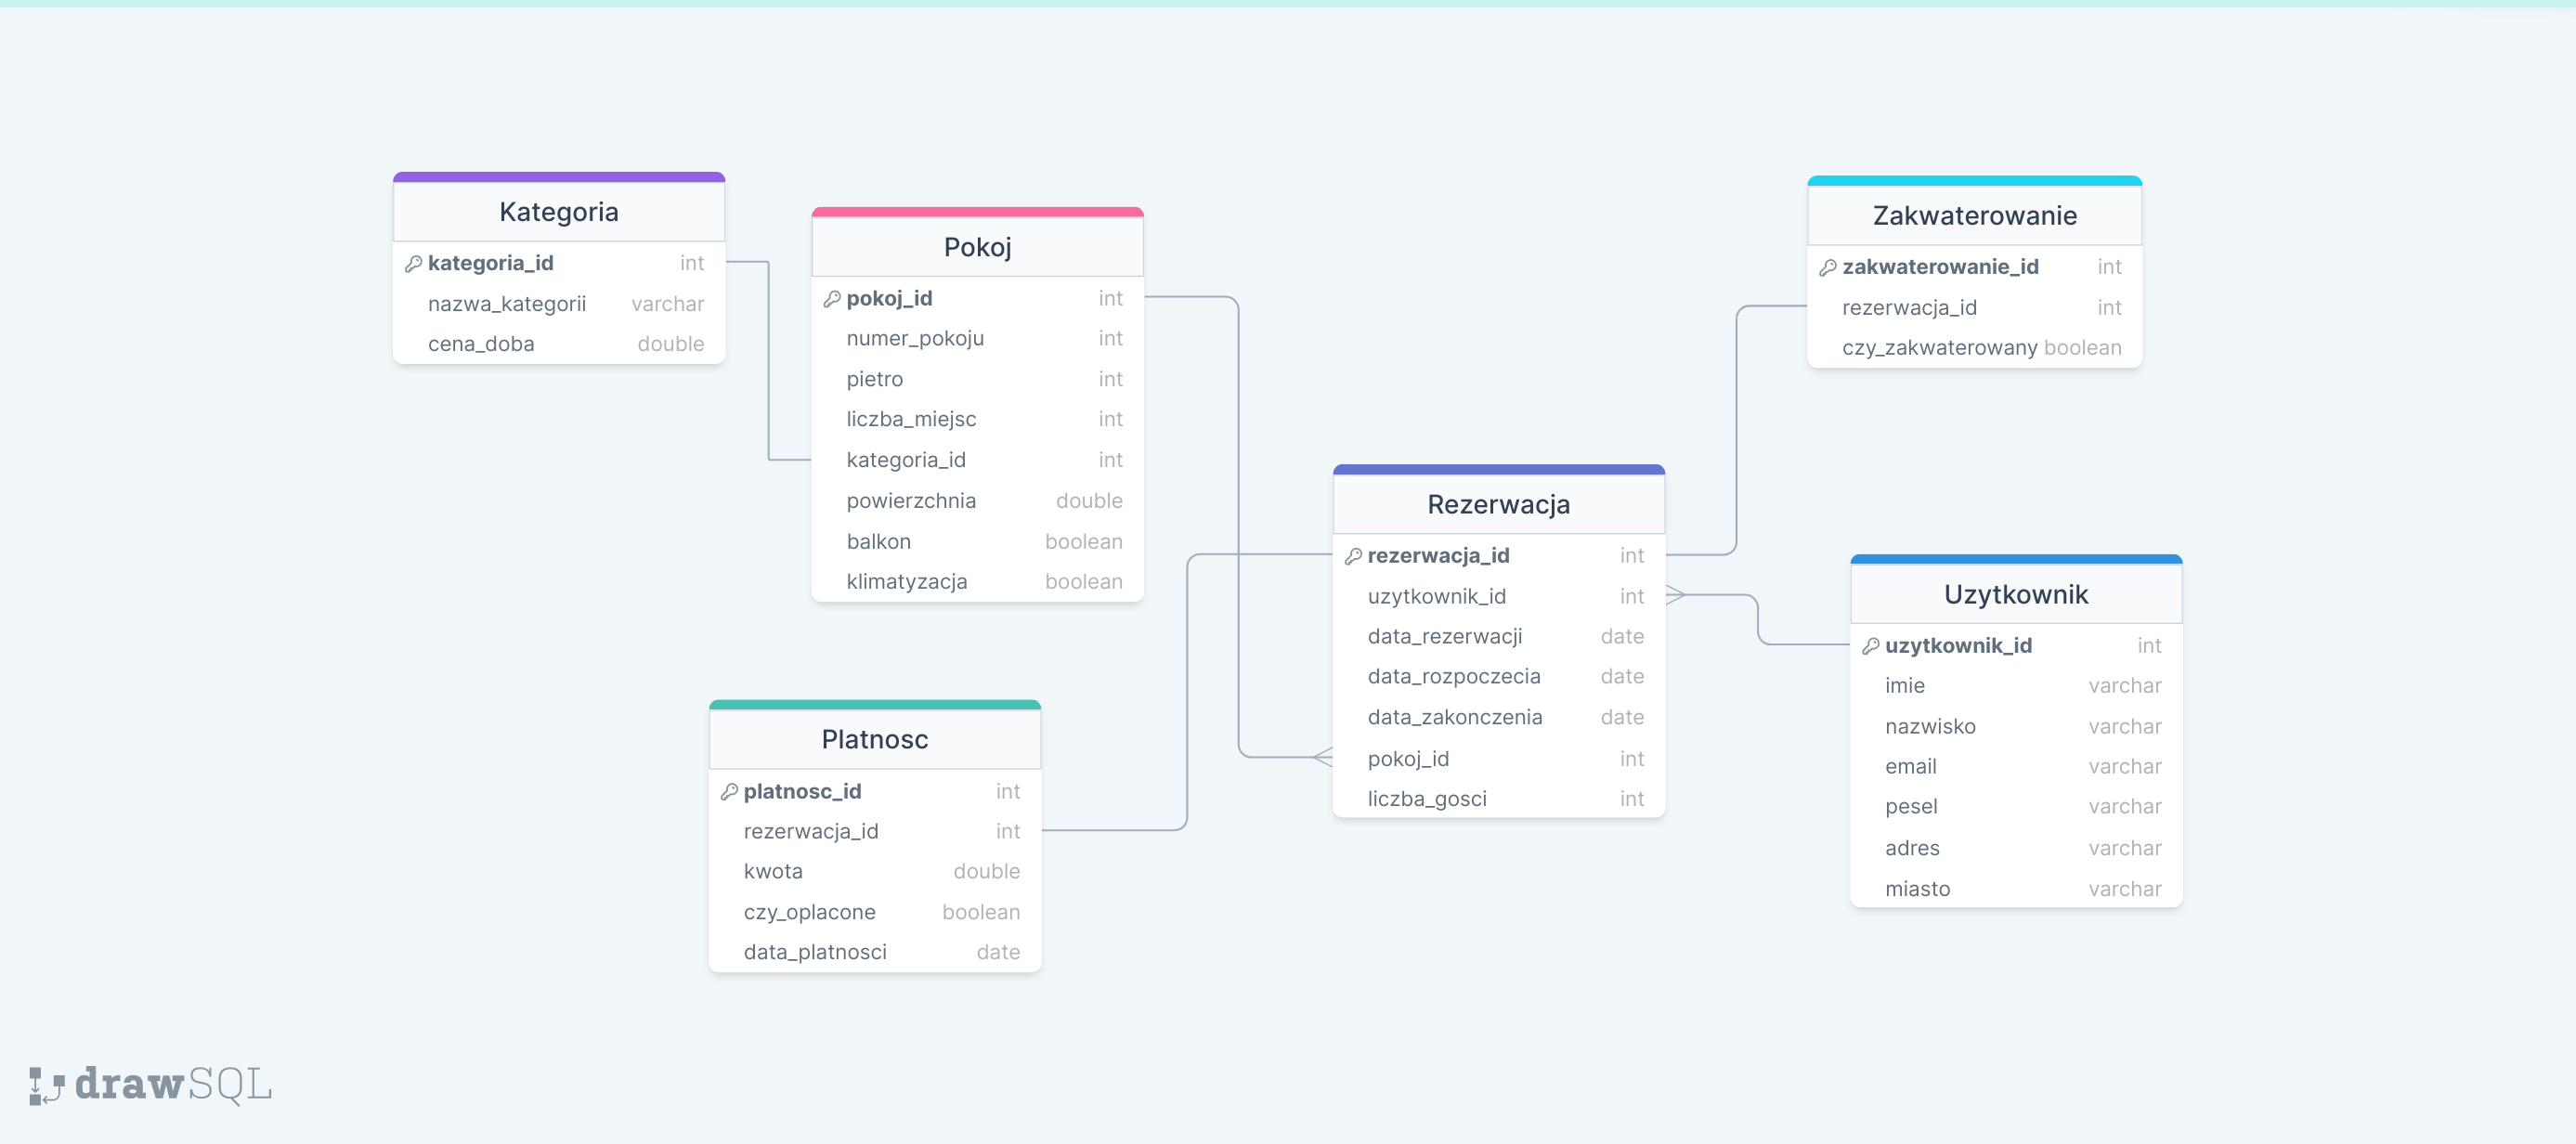 Kategoria
kategoria_id int
nazwa_kategorii varchar
cena_doba double
Pokoj
pokoj_id int
numer_pokoju int
pietro int
liczba_miejsc int
kategoria_id int
powierzchnia double
balkon boolean
klimatyzacja boolean
Zakwaterowanie
zakwaterowanie_id int
rezerwacja_id int
czy_zakwaterowany boolean
Rezerwacja
rezerwacja_id int
uzytkownik_id int
data_rezerwacji date
data_rozpoczecia date
data_zakonczenia date
pokoj_id int
liczba_gosci int
Uzytkownik
uzytkownik_id int
imie varchar
nazwisko varchar
email varchar
pesel varchar
adres varchar
miasto varchar
Platnosc
platnosc_id int
rezerwacja_id int
kwota double
czy_oplacone boolean
data_platnosci date
drawSQL